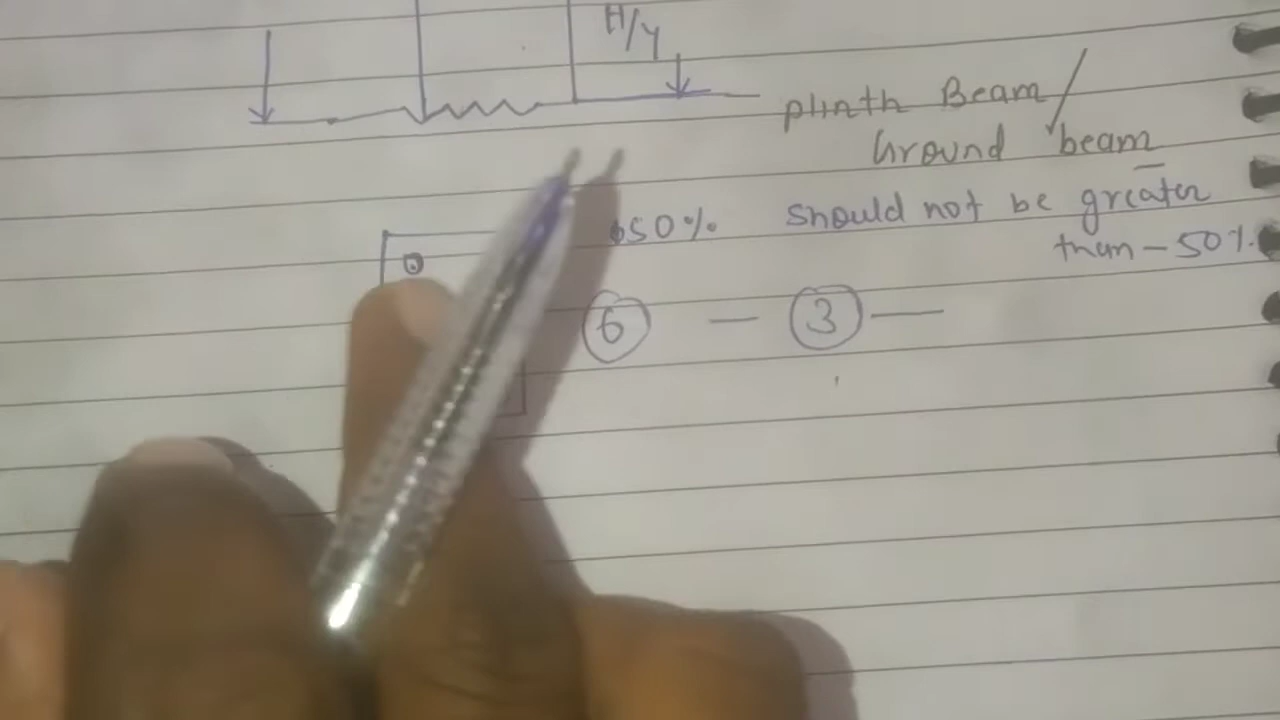 H/4
plinth Beam/
Ground beam
50% should not be greater
than - 50%.
6 - 3 -